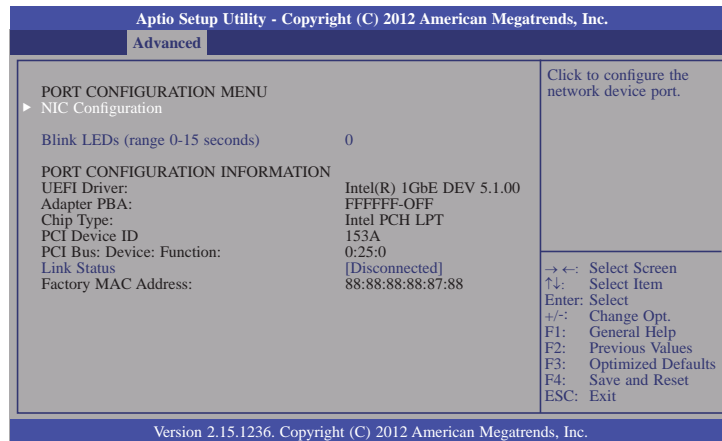 Aptio Setup Utility - Copyright (C) 2012 American Megatrends, Inc.
Advanced
PORT CONFIGURATION MENU
▶ NIC Configuration
Blink LEDs (range 0-15 seconds) 0
PORT CONFIGURATION INFORMATION
UEFI Driver: Intel(R) 1GbE DEV 5.1.00
Adapter PBA: FFFFFF-OFF
Chip Type: Intel PCH LPT
PCI Device ID 153A
PCI Bus: Device: Function: 0:25:0
Link Status [Disconnected]
Factory MAC Address: 88:88:88:88:87:88
Click to configure the
network device port.
→ ←: Select Screen
↑↓: Select Item
Enter: Select
+/-: Change Opt.
F1: General Help
F2: Previous Values
F3: Optimized Defaults
F4: Save and Reset
ESC: Exit
Version 2.15.1236. Copyright (C) 2012 American Megatrends, Inc.